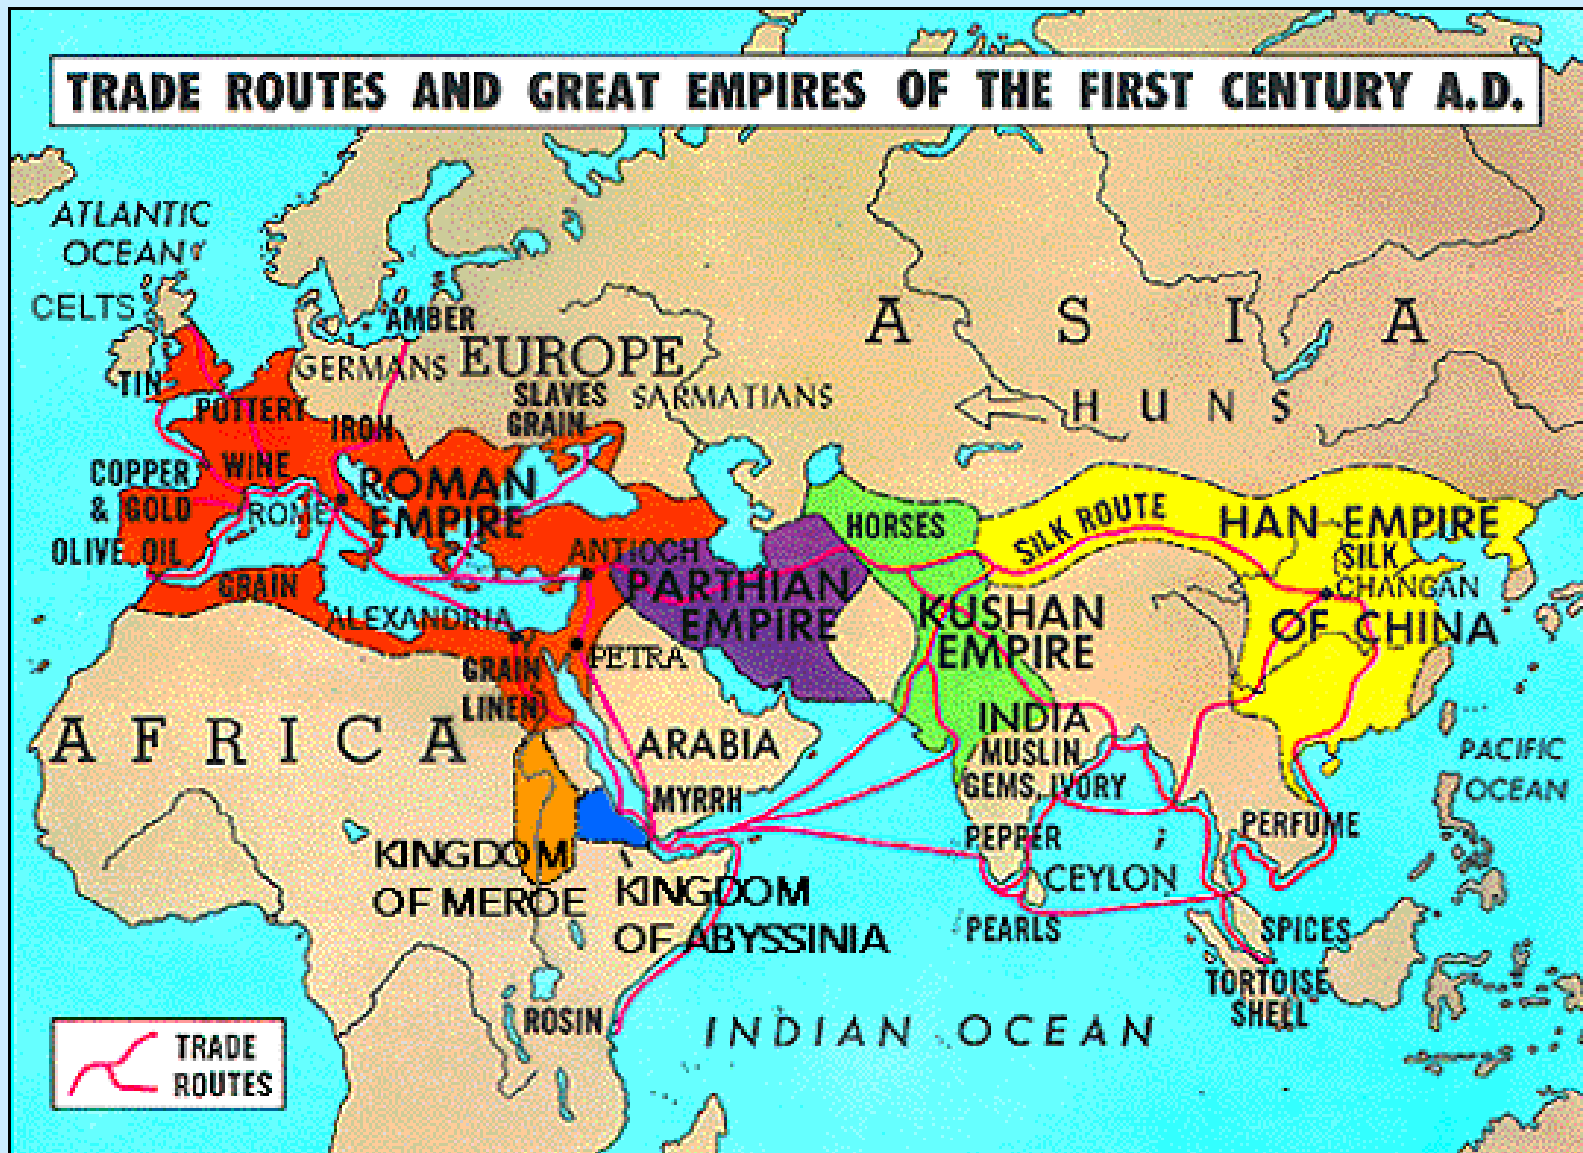 TRADE ROUTES AND GREAT EMPIRES OF THE FIRST CENTURY A.D.
ATLANTIC
OCEAN
CELTS
AMBER
EUROPE
GERMANS
SLAVES
GRAIN
SARMATIANS
A S I A
HUNS
TIN
POTTERY
IRON
WINE
COPPER
& GOLD
ROME
ROMAN
EMPIRE
OLIVE OIL
GRAIN
ANTIOCH
ALEXANDRIA
PETRA
GRAIN
LINEN
PARTHIAN
EMPIRE
HORSES
SILK ROUTE
HAN EMPIRE
SILK
CHANGAN
OF CHINA
KUSHAN
EMPIRE
INDIA
MUSLIN
GEMS, IVORY
AFRICA
ARABIA
MYRRH
PACIFIC
OCEAN
PEPPER
PERFUME
KINGDOM
OF MEROE
KINGDOM
OF ABYSSINIA
CEYLON
PEARLS
SPICES
TORTOISE
SHELL
ROSIN
INDIAN OCEAN
TRADE
ROUTES